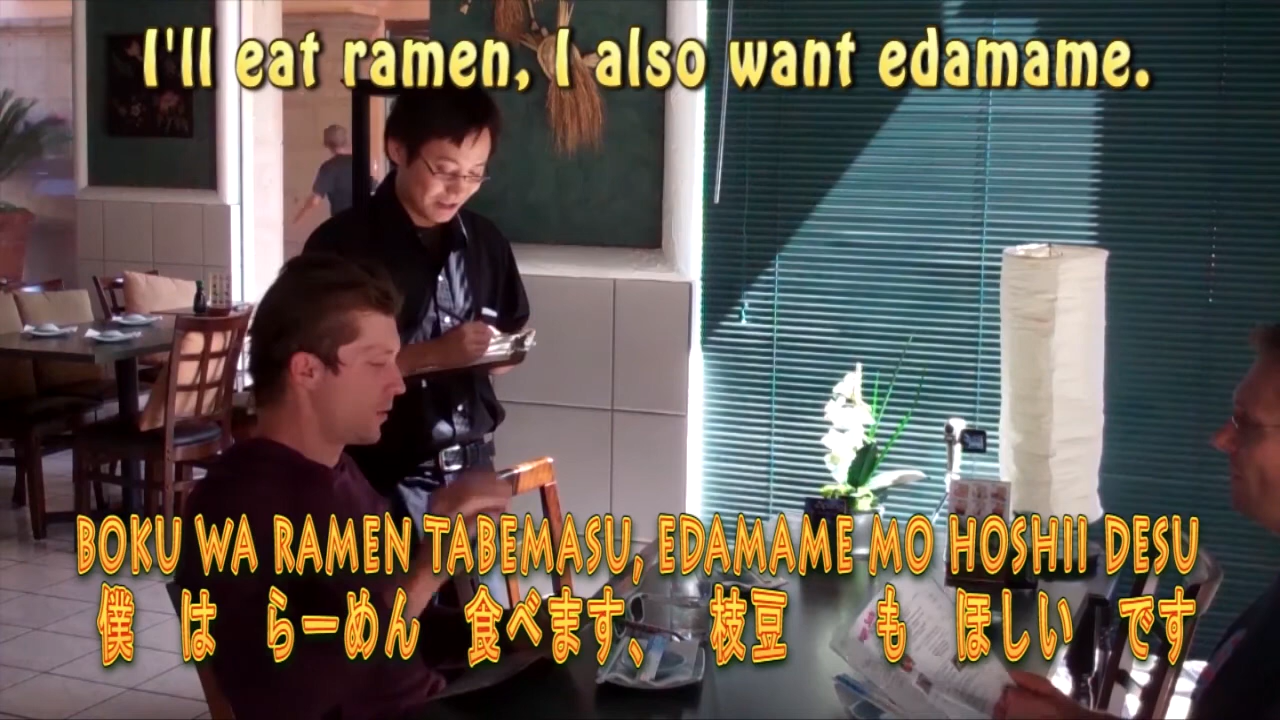 I'll eat ramen, I also want edamame.
BOKU WA RAMEN TABEMASU, EDAMAME MO HOSHII DESU
僕 は らーめん 食べます、 枝豆 も ほしい です